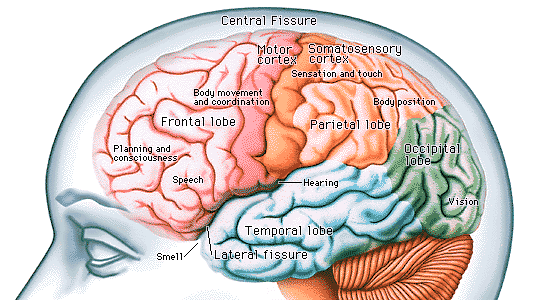 Central Fissure
Motor
cortex
Somatosensory
cortex
Sensation and touch
Body movement
and coordination
Body position
Frontal lobe
Parietal lobe
Planning and
consciousness
Occipital
lobe
Speech
Hearing
Vision
Temporal lobe
Smell
Lateral fissure